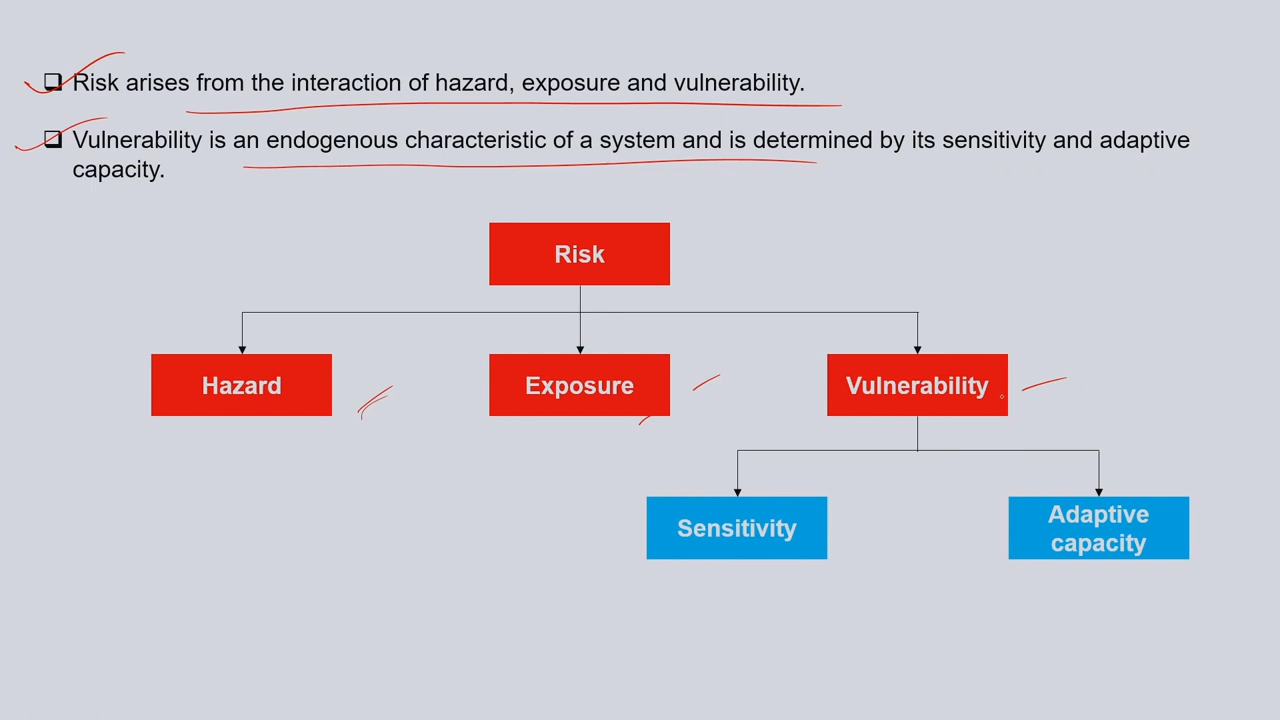 Risk arises from the interaction of hazard, exposure and vulnerability.
Vulnerability is an endogenous characteristic of a system and is determined by its sensitivity and adaptive
capacity.
Risk
Hazard
Exposure
Vulnerability
Sensitivity
Adaptive
capacity